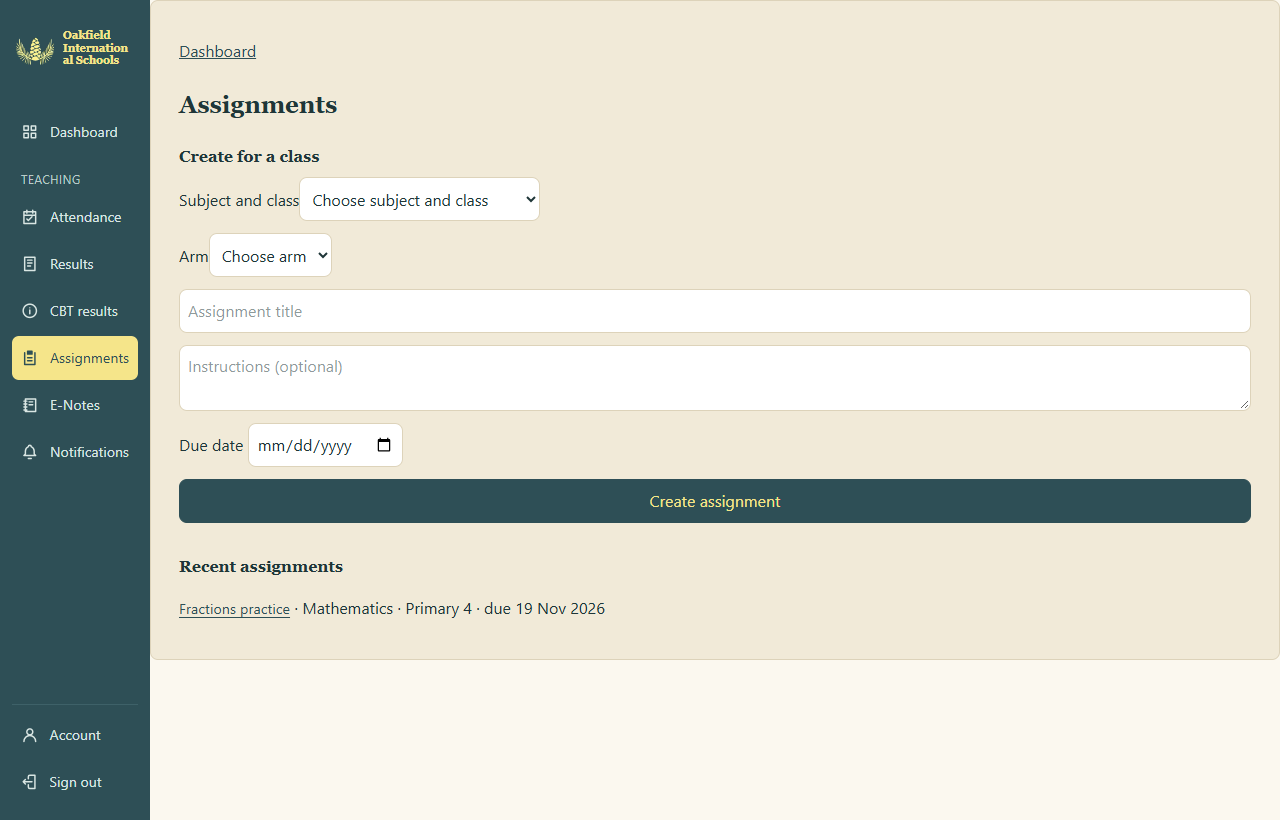 Oakfield
Internation
al Schools
Dashboard
TEACHING
Attendance
Results
CBT results
Assignments
E-Notes
Notifications
Account
Sign out
Dashboard
Assignments
Create for a class
Subject and class Choose subject and class
Arm Choose arm
Assignment title
Instructions (optional)
Due date mm/dd/yyyy
Create assignment
Recent assignments
Fractions practice · Mathematics · Primary 4 · due 19 Nov 2026